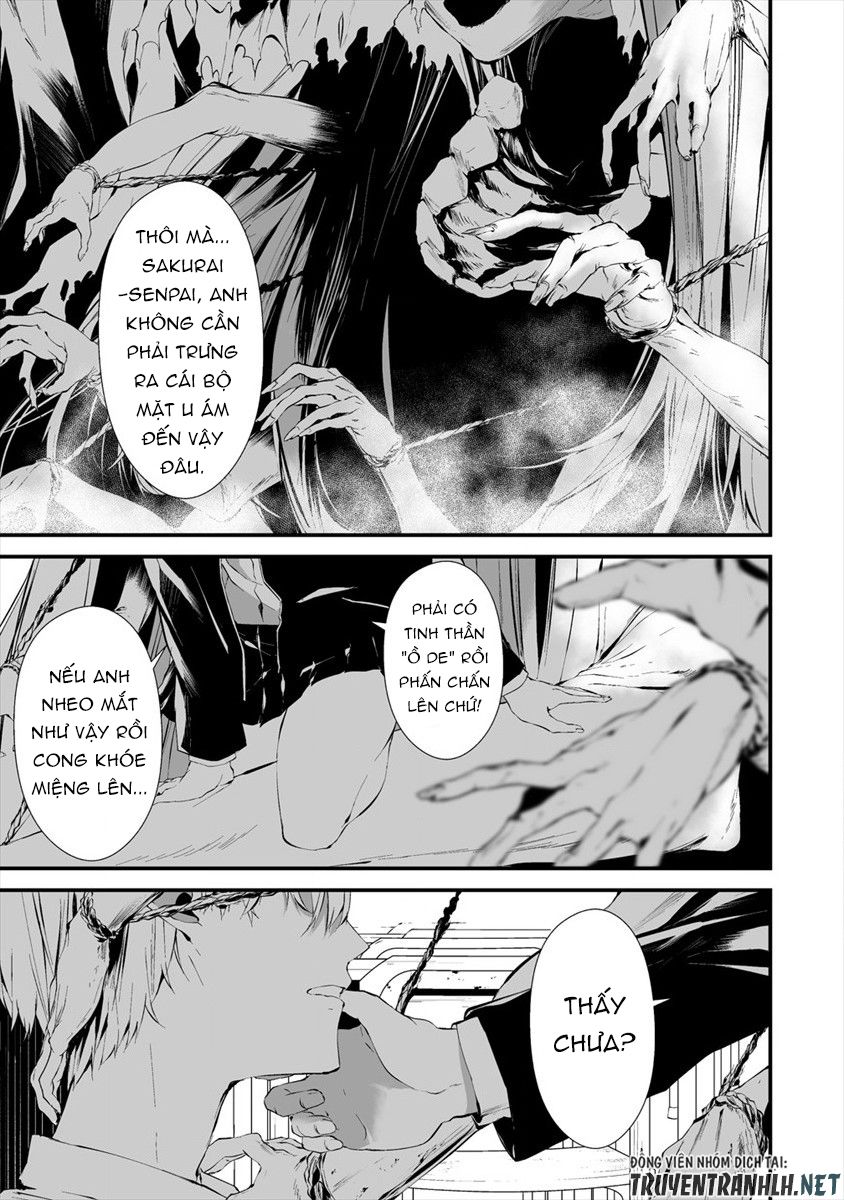 THÔI MÀ...
SAKURAI
-SENPAI, ANH
KHÔNG CẦN
PHẢI TRƯNG
RA CÁI BỘ
MẶT U ÁM
ĐẾN VẬY
ĐÂU.
PHẢI CÓ
TINH THẦN
"Ồ DE" RỒI
PHẤN CHẤN
LÊN CHỨ!
NẾU ANH
NHEO MẮT
NHƯ VẬY RỒI
CONG KHÓE
MIỆNG LÊN...
THẤY
CHƯA?
ĐỘNG VIÊN NHÓM DỊCH TẠI:
TRUYENTRANHLH.NET